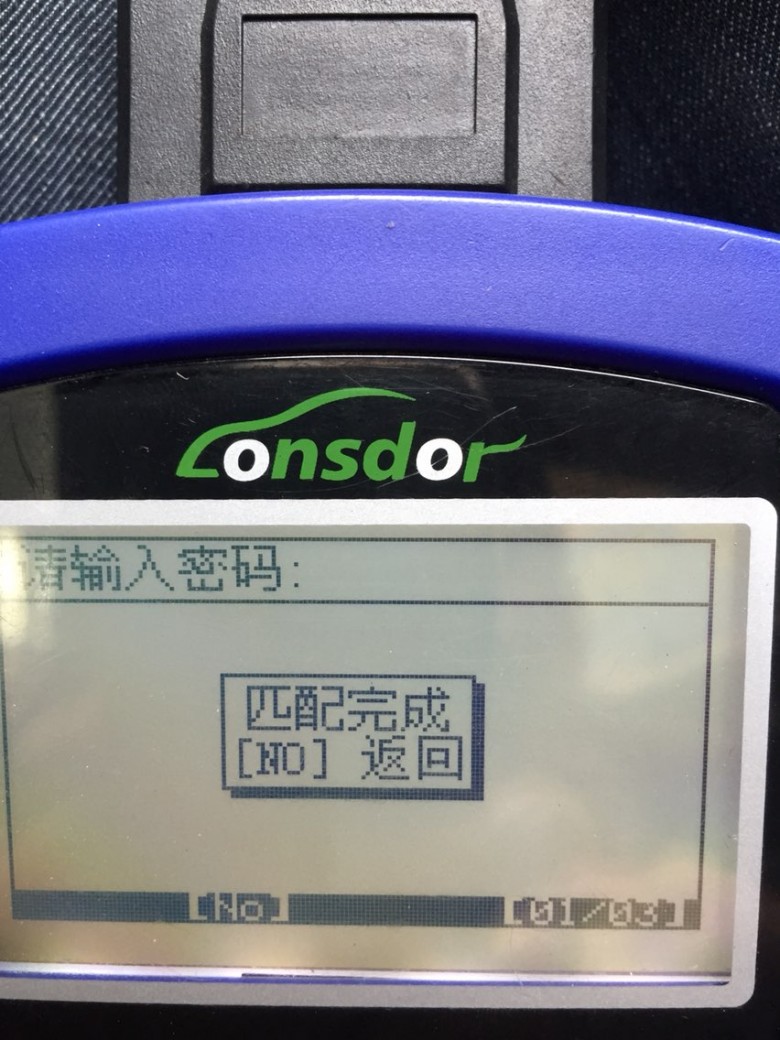 Lonsdor
请输入密码:
匹配完成
[NO] 返回
[No]
[01/03]